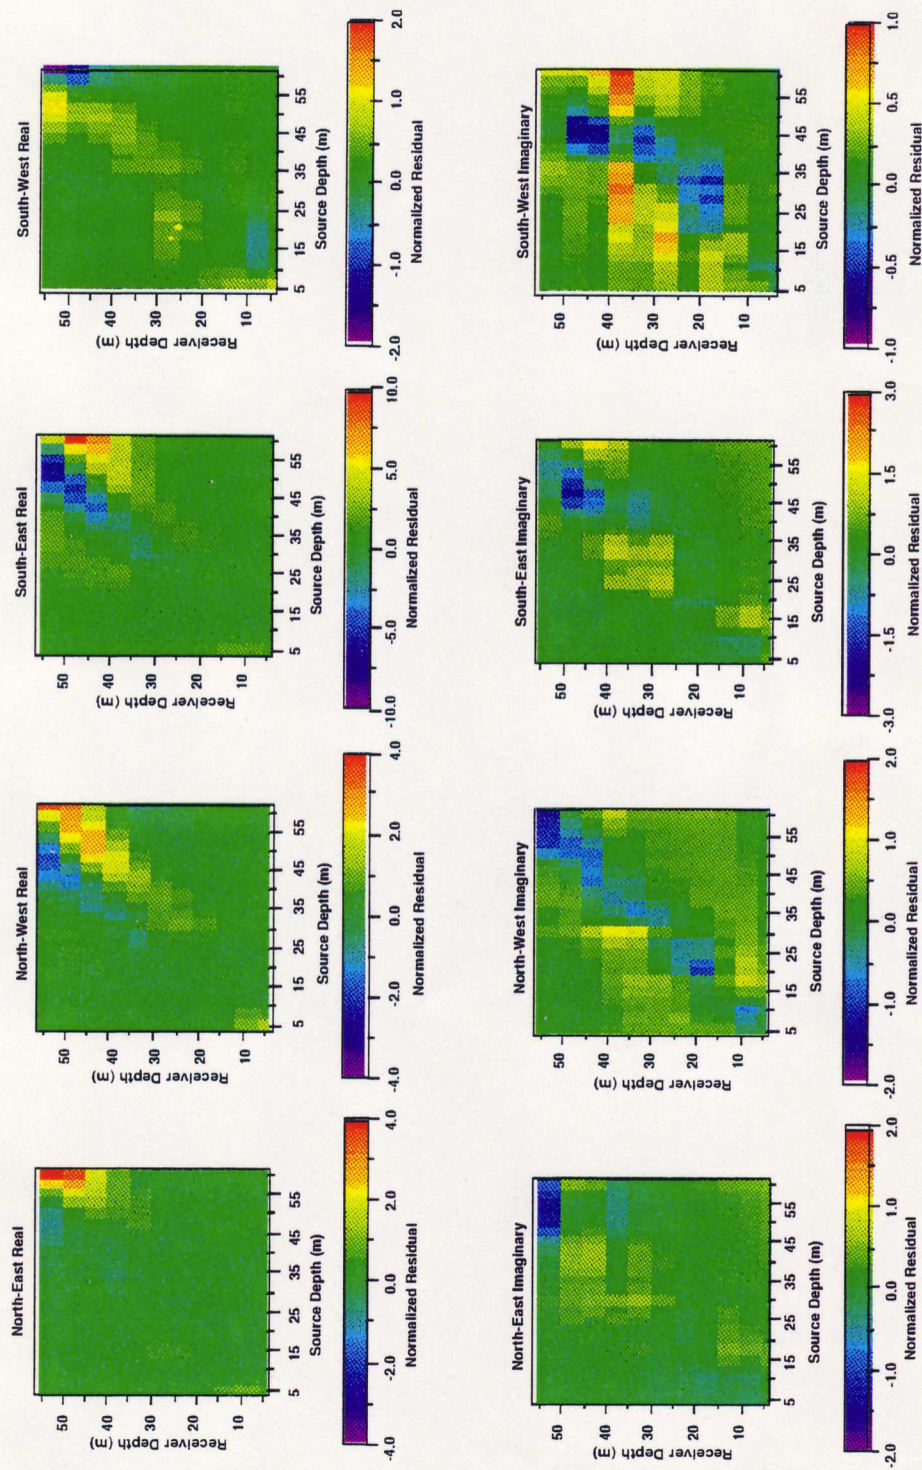 North-East Real
50
40
30
20
10
Receiver Depth (m)
5 15 25 35 45 55
Source Depth (m)
-4.0 -2.0 0.0 2.0 4.0
Normalized Residual
North-West Real
50
40
30
20
10
Receiver Depth (m)
5 15 25 35 45 55
Source Depth (m)
-4.0 -2.0 0.0 2.0 4.0
Normalized Residual
South-East Real
50
40
30
20
10
Receiver Depth (m)
5 15 25 35 45 55
Source Depth (m)
-10.0 -5.0 0.0 5.0 10.0
Normalized Residual
South-West Real
50
40
30
20
10
Receiver Depth (m)
5 15 25 35 45 55
Source Depth (m)
-2.0 -1.0 0.0 1.0 2.0
Normalized Residual
North-East Imaginary
50
40
30
20
10
Receiver Depth (m)
5 15 25 35 45 55
Source Depth (m)
-2.0 -1.0 0.0 1.0 2.0
Normalized Residual
North-West Imaginary
50
40
30
20
10
Receiver Depth (m)
5 15 25 35 45 55
Source Depth (m)
-2.0 -1.0 0.0 1.0 2.0
Normalized Residual
South-East Imaginary
50
40
30
20
10
Receiver Depth (m)
5 15 25 35 45 55
Source Depth (m)
-3.0 -1.5 0.0 1.5 3.0
Normalized Residual
South-West Imaginary
50
40
30
20
10
Receiver Depth (m)
5 15 25 35 45 55
Source Depth (m)
-1.0 -0.5 0.0 0.5 1.0
Normalized Residual